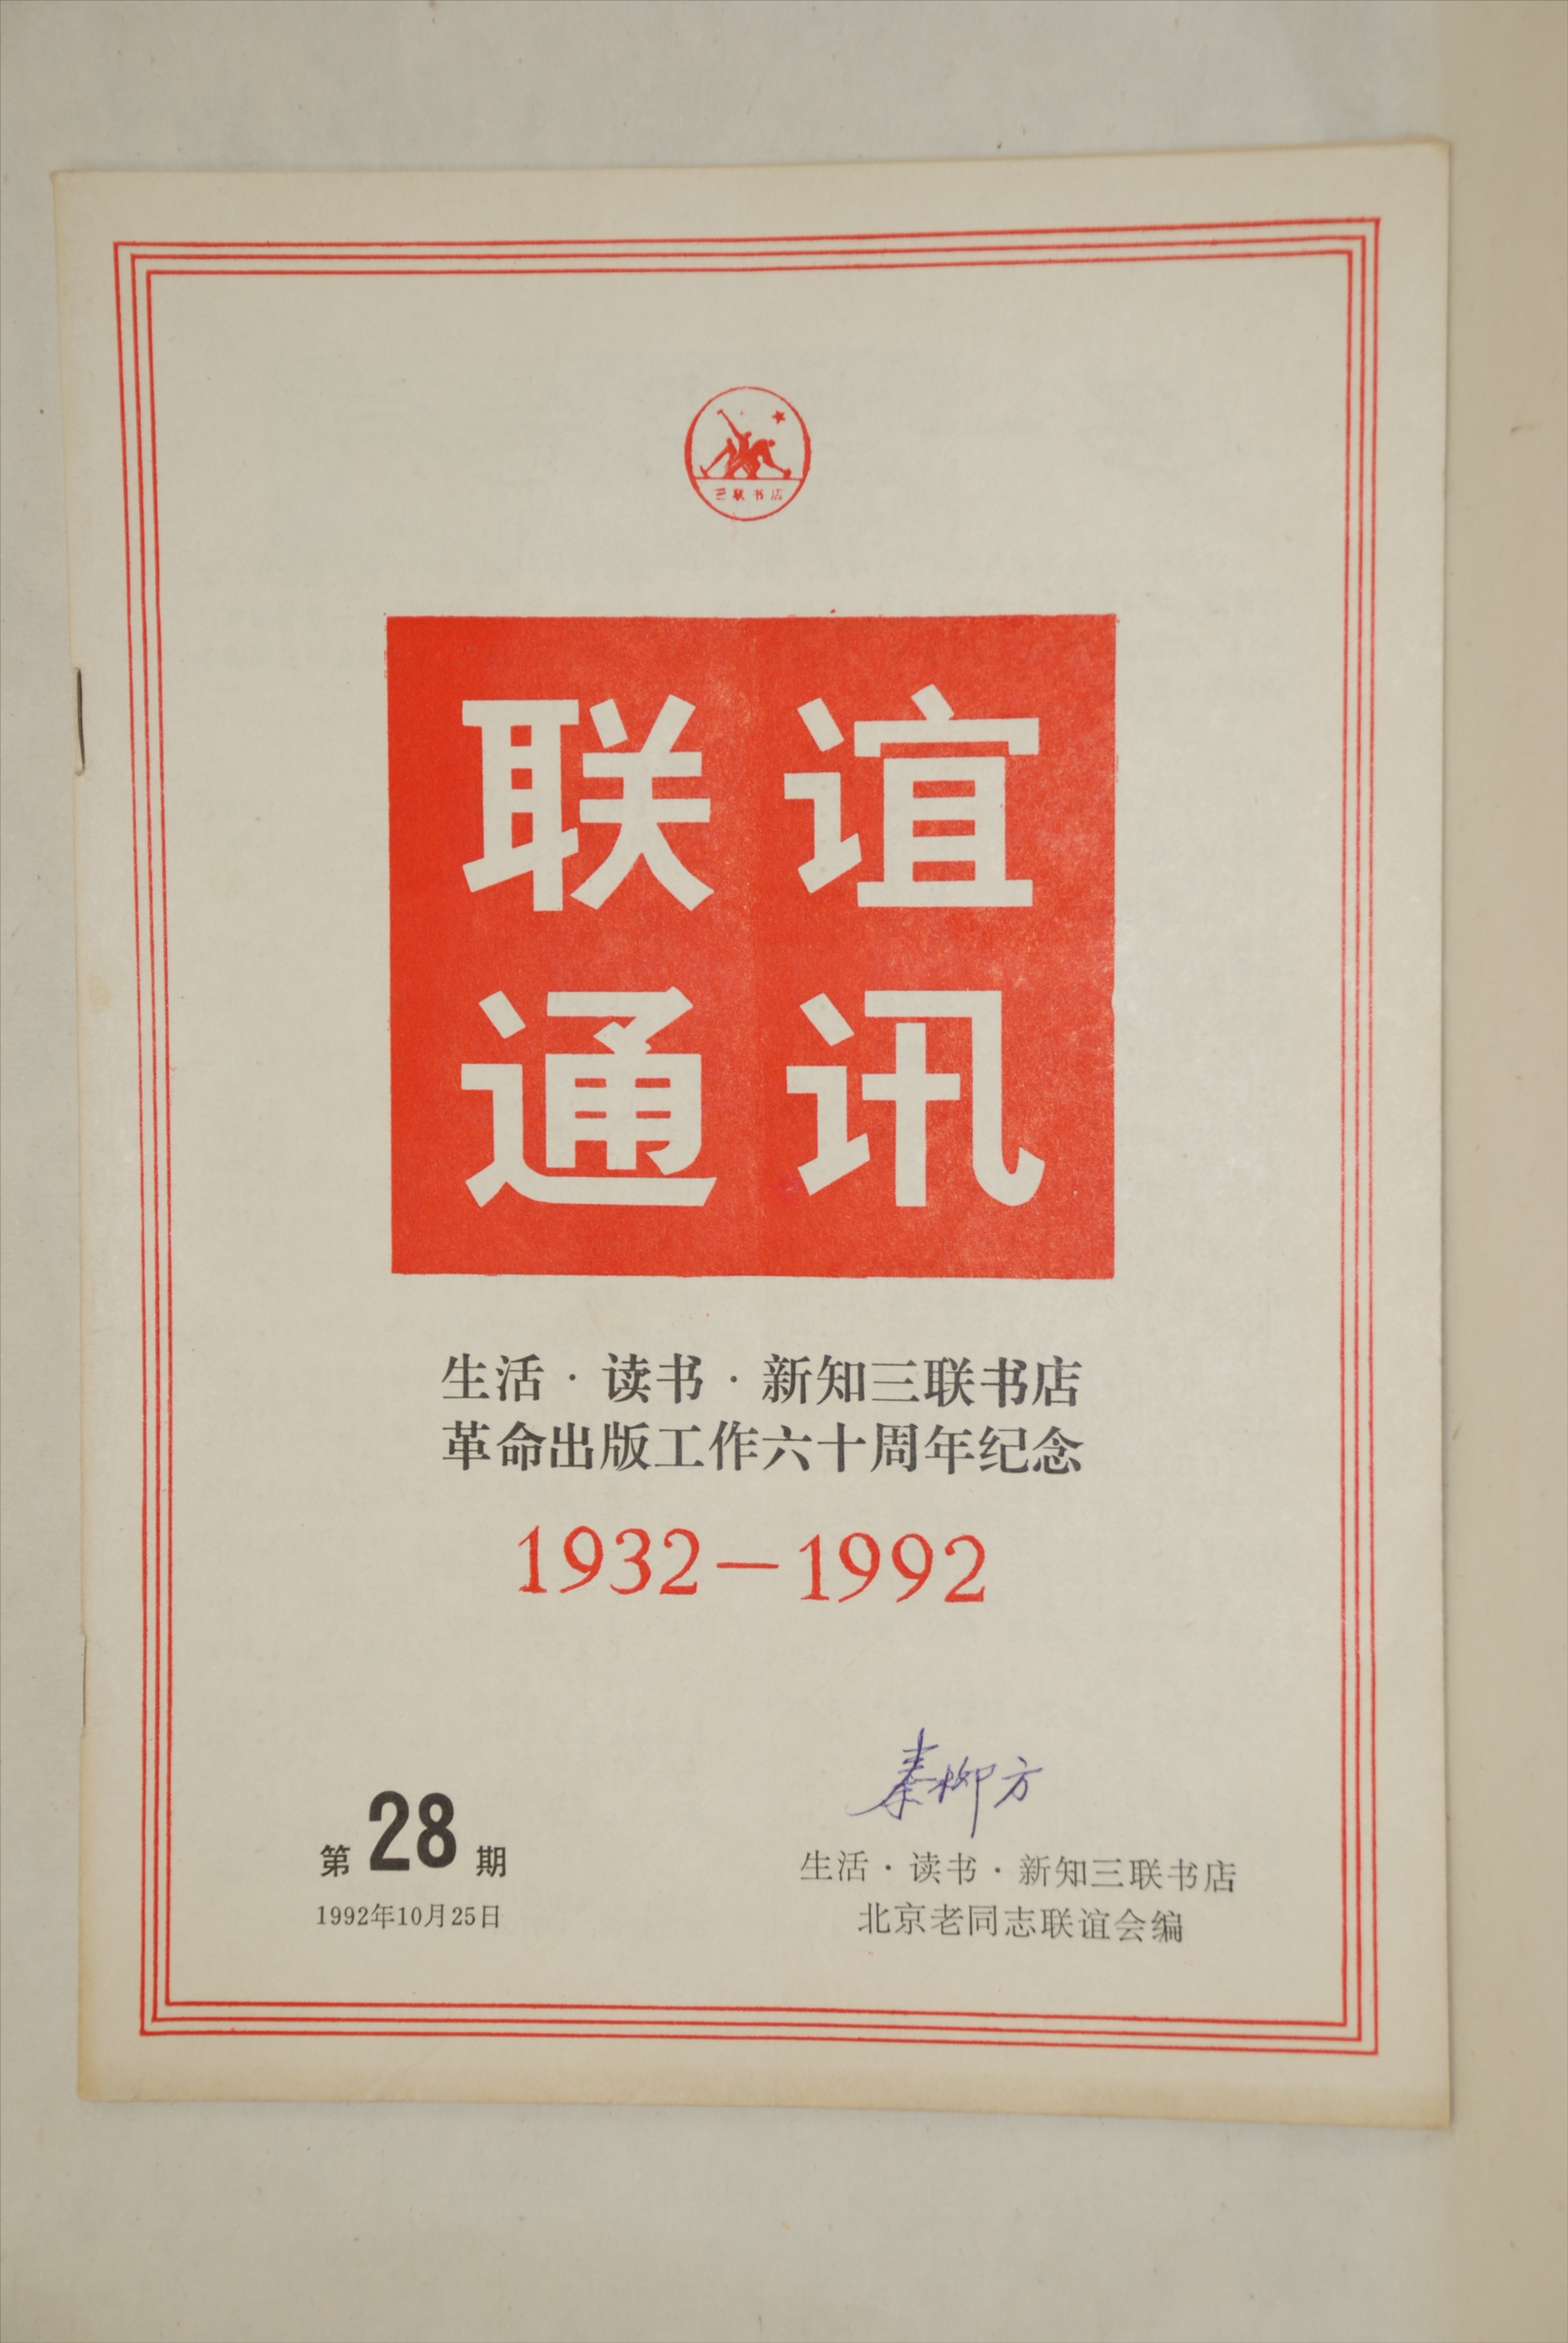 三联书店
联谊
通讯
生活·读书·新知三联书店
革命出版工作六十周年纪念
1932－1992
秦柳方
第28期
1992年10月25日
生活·读书·新知三联书店
北京老同志联谊会编